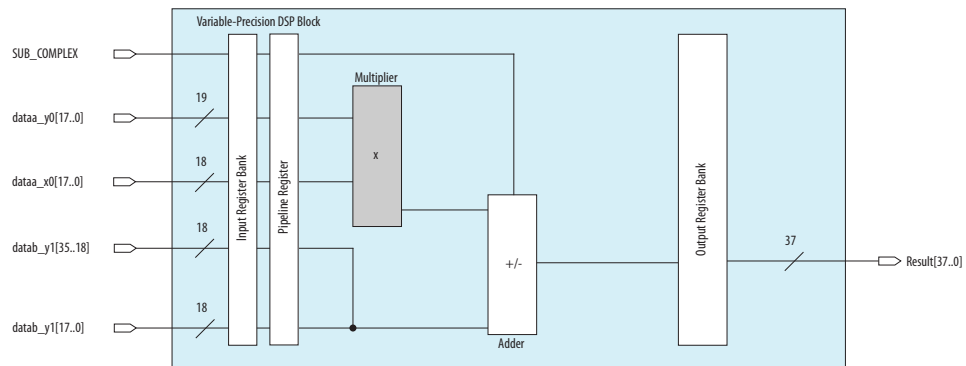 Variable-Precision DSP Block
SUB_COMPLEX
Multiplier
19
dataa_y0[17..0]
x
18
dataa_x0[17..0]
Input Register Bank
Pipeline Register
Output Register Bank
18
datab_y1[35..18]
+/-
37
Result[37..0]
18
datab_y1[17..0]
Adder